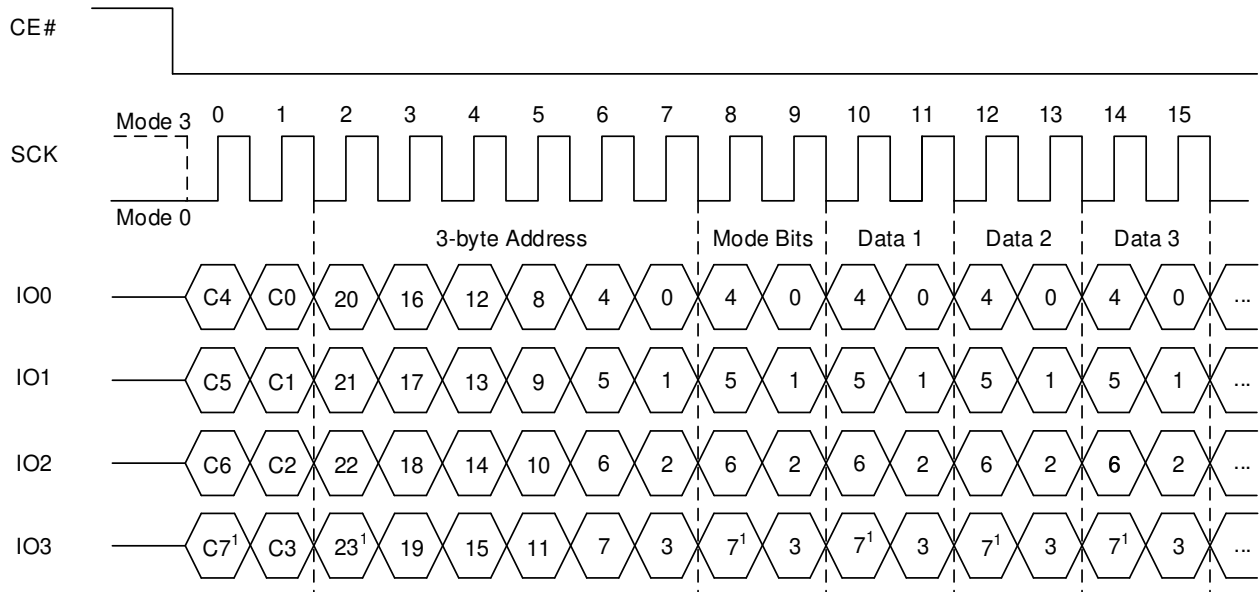 CE#
Mode 3 0 1 2 3 4 5 6 7 8 9 10 11 12 13 14 15
SCK
Mode 0
3-byte Address Mode Bits Data 1 Data 2 Data 3
IO0 C4 C0 20 16 12 8 4 0 4 0 4 0 4 0 4 0 ...
IO1 C5 C1 21 17 13 9 5 1 5 1 5 1 5 1 5 1 ...
IO2 C6 C2 22 18 14 10 6 2 6 2 6 2 6 2 6 2 ...
IO3 C7¹ C3 23¹ 19 15 11 7 3 7¹ 3 7¹ 3 7¹ 3 7¹ 3 ...